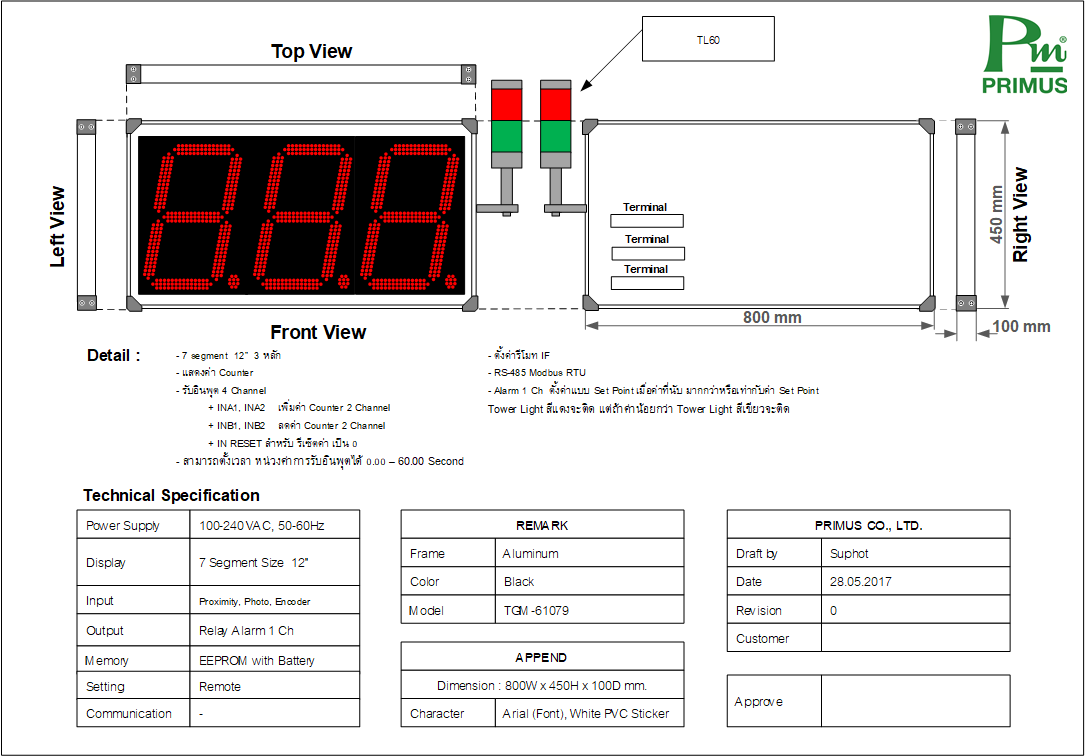 Top View
TL60
Pm®
PRIMUS
Left View
Terminal
Terminal
Terminal
450 mm
Right View
800 mm
100 mm
Front View
Detail :
- 7 segment 12" 3 หลัก
- แสดงค่า Counter
- รับอินพุต 4 Channel
+ INA1, INA2 เพิ่มค่า Counter 2 Channel
+ INB1, INB2 ลดค่า Counter 2 Channel
+ IN RESET สำหรับ รีเซ็ตค่า เป็น 0
- สามารถตั้งเวลา หน่วงค่าการรับอินพุตได้ 0.00 – 60.00 Second
- ตั้งค่ารีโมท IF
- RS-485 Modbus RTU
- Alarm 1 Ch ตั้งค่าแบบ Set Point เมื่อค่าที่นับ มากกว่าหรือเท่ากับค่า Set Point
Tower Light สีแดงจะติด แต่ถ้าค่าน้อยกว่า Tower Light สีเขียวจะติด
Technical Specification
Power Supply 100-240 VAC, 50-60Hz
Display 7 Segment Size 12"
Input Proximity, Photo, Encoder
Output Relay Alarm 1 Ch
Memory EEPROM with Battery
Setting Remote
Communication -
REMARK
Frame Aluminum
Color Black
Model TGM-61079
APPEND
Dimension : 800W x 450H x 100D mm.
Character Arial (Font), White PVC Sticker
PRIMUS CO., LTD.
Draft by Suphot
Date 28.05.2017
Revision 0
Customer
Approve